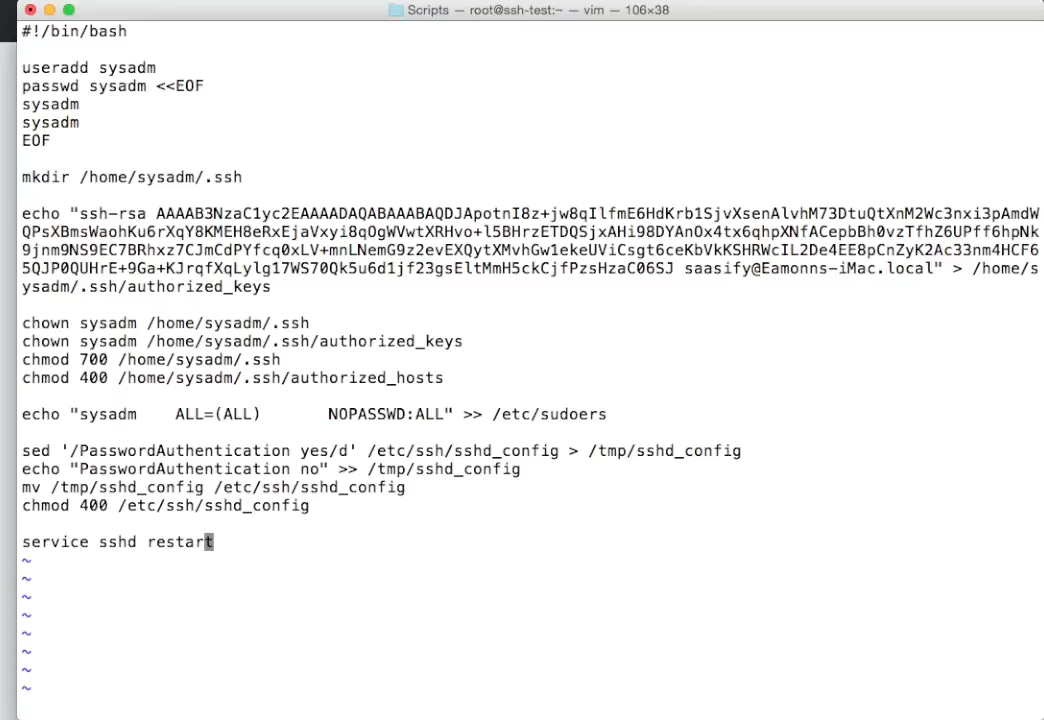 Scripts — root@ssh-test:~ — vim — 106×38
#!/bin/bash
useradd sysadm
passwd sysadm <<EOF
sysadm
sysadm
EOF
mkdir /home/sysadm/.ssh
echo "ssh-rsa AAAAB3NzaC1yc2EAAAADAQABAAABAQDJApotnI8z+jw8qIlfmE6HdKrb1SjvXsenAlvhM73DtuQtXnM2Wc3nxi3pAmdW
QPsXBmsWaohKu6rXqY8KMEH8eRxEjaVxyi8qOgWVwtXRHvo+l5BHrzETDQSjxAHi98DYAnOx4tx6qhpXNfACepbBh0vzTfhZ6UPff6hpNk
9jnm9NS9EC7BRhxz7CJmCdPYfcq0xLV+mnLNemG9z2evEXQytXMvhGw1ekeUViCsgt6ceKbVkKSHRWcIL2De4EE8pCnZyK2Ac33nm4HCF6
5QJP0QUHrE+9Ga+KJrqfXqLylg17WS70Qk5u6d1jf23gsEltMmH5ckCjfPzsHzaC06SJ saasify@Eamonns-iMac.local" > /home/s
ysadm/.ssh/authorized_keys
chown sysadm /home/sysadm/.ssh
chown sysadm /home/sysadm/.ssh/authorized_keys
chmod 700 /home/sysadm/.ssh
chmod 400 /home/sysadm/.ssh/authorized_hosts
echo "sysadm    ALL=(ALL)       NOPASSWD:ALL" >> /etc/sudoers
sed '/PasswordAuthentication yes/d' /etc/ssh/sshd_config > /tmp/sshd_config
echo "PasswordAuthentication no" >> /tmp/sshd_config
mv /tmp/sshd_config /etc/ssh/sshd_config
chmod 400 /etc/ssh/sshd_config
service sshd restart
~
~
~
~
~
~
~
~